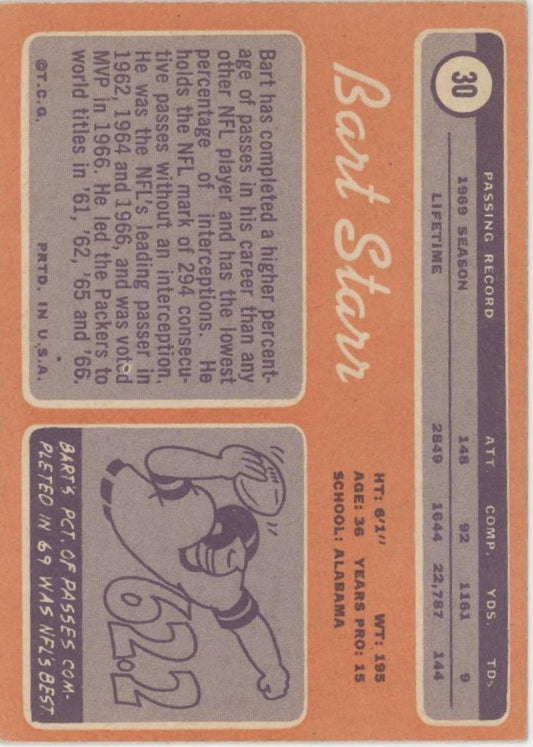 30
PASSING RECORD ATT COMP. YDS. TDs
1969 SEASON 148 92 1161 9
LIFETIME 2849 1644 22,787 144
Bart Starr
HT: 6'1" WT: 195
AGE: 36 YEARS PRO: 15
SCHOOL: ALABAMA
Bart has completed a higher percent-
age of passes in his career than any
other NFL player and has the lowest
percentage of interceptions. He
holds the NFL mark of 294 consecu-
tive passes without an interception.
He was the NFL's leading passer in
1962, 1964 and 1966, and was voted
MVP in 1966. He led the Packers to
world titles in '61, '62, '65 and '66.
©T.C.G. PRTD. IN U.S.A.
62.2
BART'S PCT. OF PASSES COM-
PLETED IN 69 WAS NFL'S BEST.